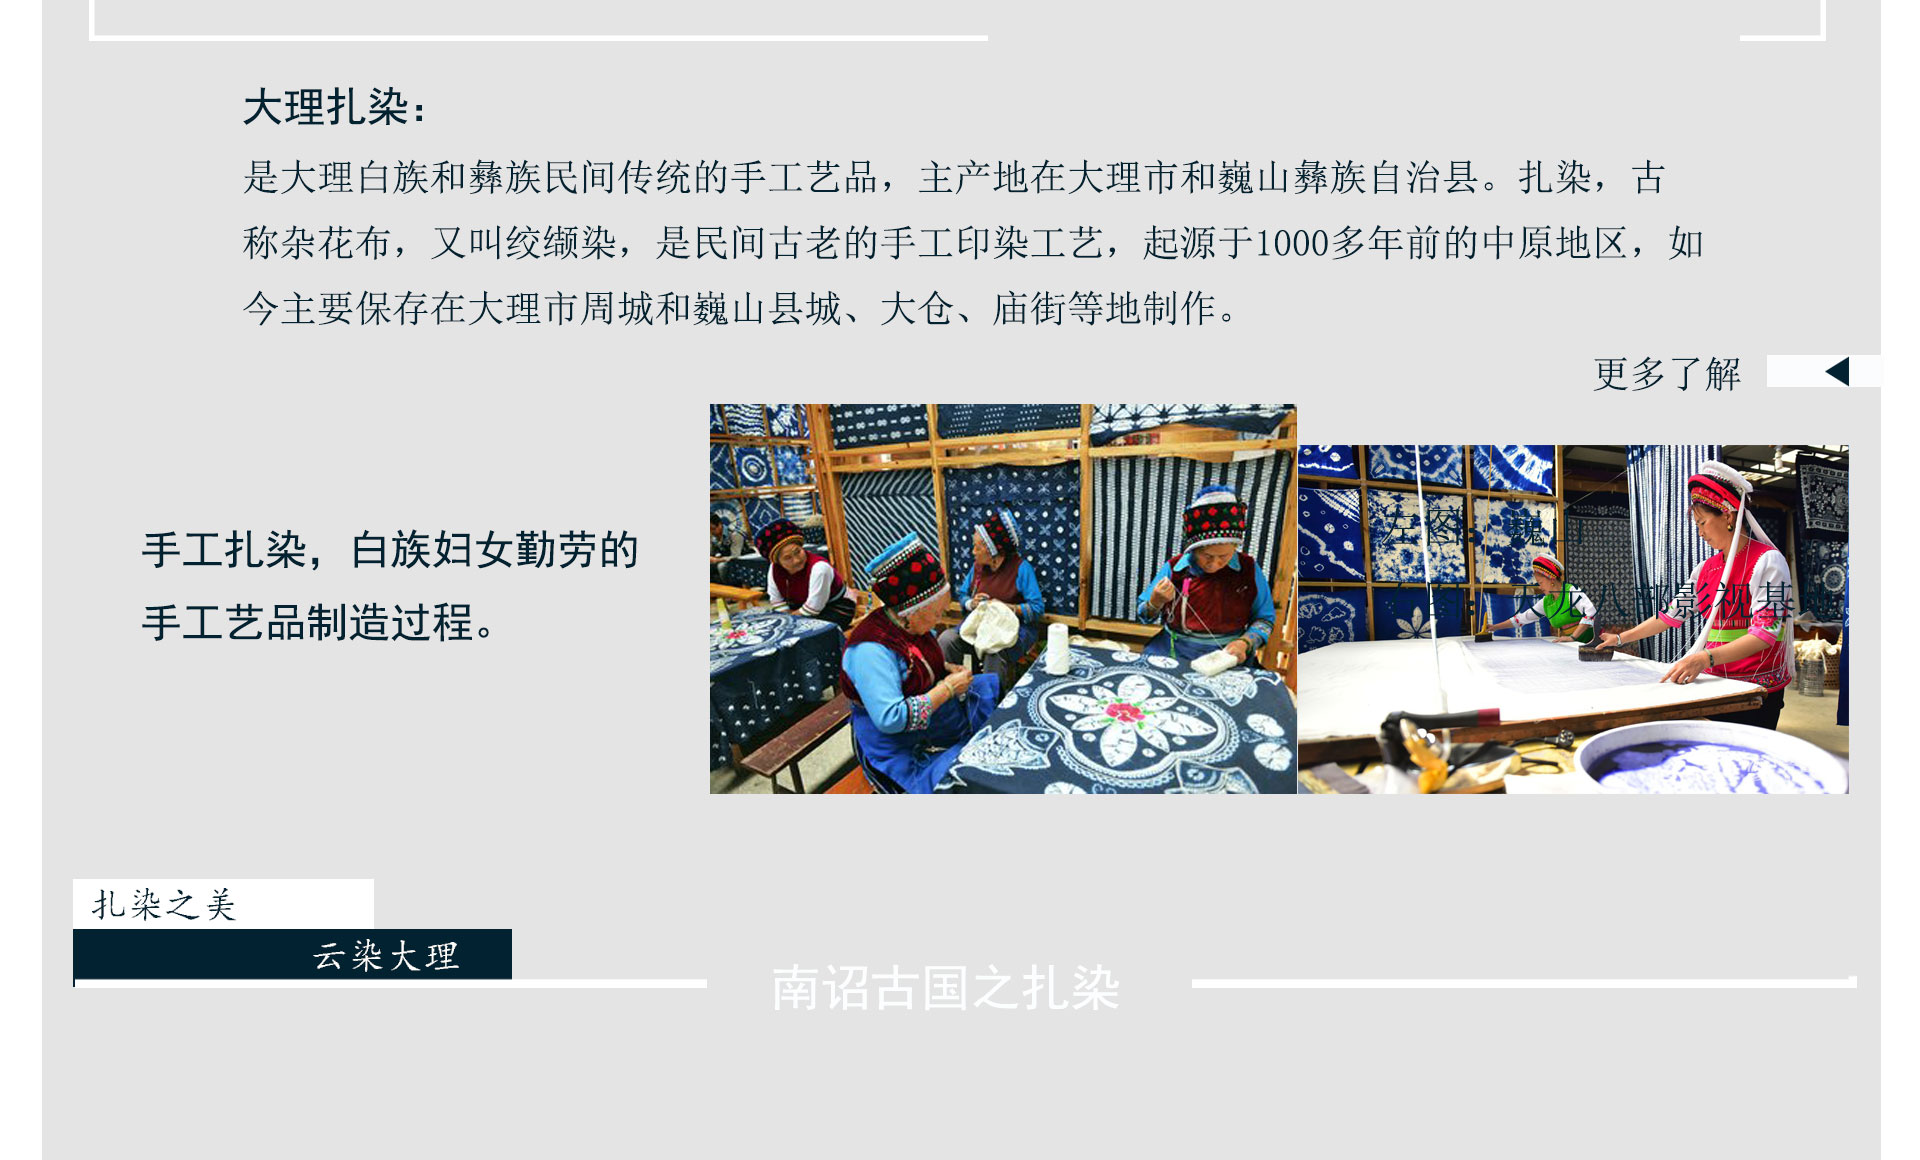 大理扎染：
是大理白族和彝族民间传统的手工艺品，主产地在大理市和巍山彝族自治县。扎染，古
称杂花布，又叫绞缬染，是民间古老的手工印染工艺，起源于1000多年前的中原地区，如
今主要保存在大理市周城和巍山县城、大仓、庙街等地制作。
更多了解
左图：巍山
图：天龙八部影视基地
手工扎染，白族妇女勤劳的
手工艺品制造过程。
扎染之美
云染大理
南诏古国之扎染